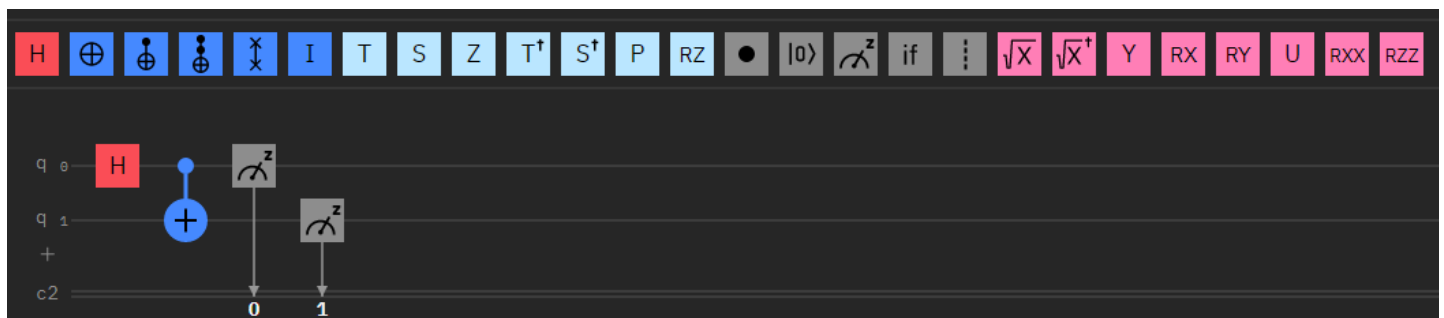 H I T S Z T† S† P RZ |0⟩ z if √X √X† Y RX RY U RXX RZZ
q 0 H z
q 1 z
+
c2
0 1